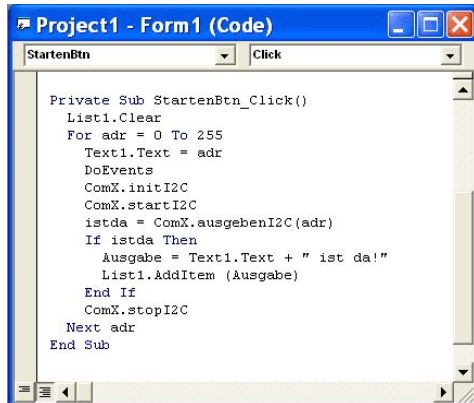 Project1 - Form1 (Code)
StartenBtn Click
Private Sub StartenBtn_Click()
List1.Clear
For adr = 0 To 255
Text1.Text = adr
DoEvents
ComX.initI2C
ComX.startI2C
istda = ComX.ausgebenI2C(adr)
If istda Then
Ausgabe = Text1.Text + " ist da!"
List1.AddItem (Ausgabe)
End If
ComX.stopI2C
Next adr
End Sub